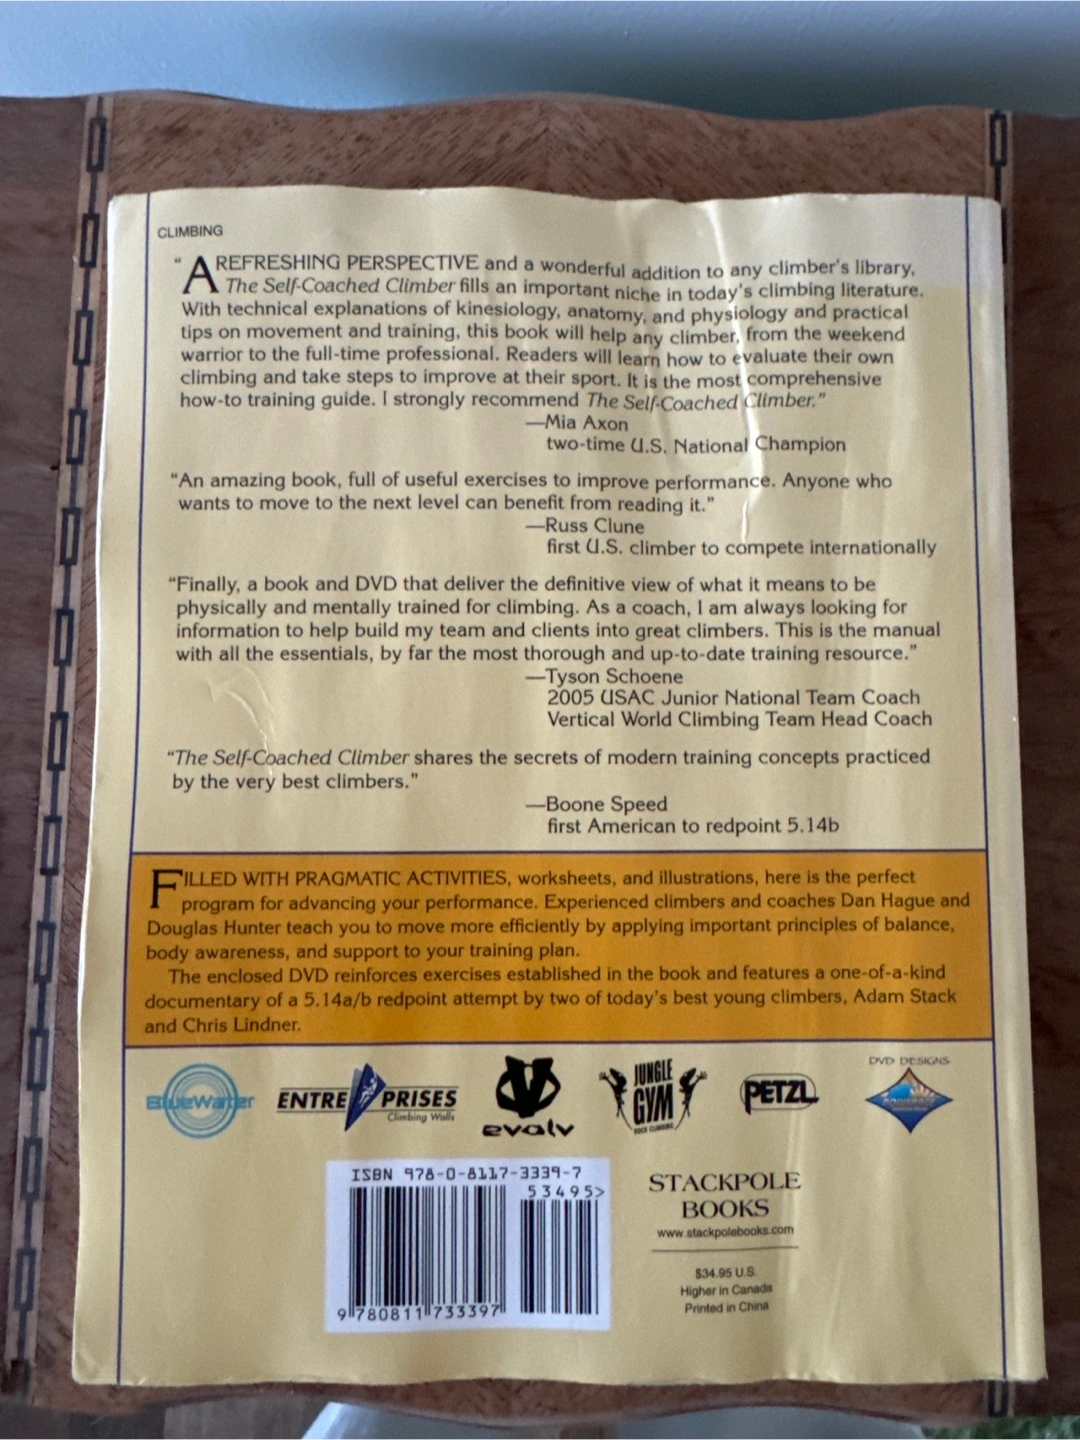 CLIMBING
"A REFRESHING PERSPECTIVE and a wonderful addition to any climber's library,
The Self-Coached Climber fills an important niche in today's climbing literature.
With technical explanations of kinesiology, anatomy, and physiology and practical
tips on movement and training, this book will help any climber, from the weekend
warrior to the full-time professional. Readers will learn how to evaluate their own
climbing and take steps to improve at their sport. It is the most comprehensive
how-to training guide. I strongly recommend The Self-Coached Climber."
—Mia Axon
two-time U.S. National Champion
"An amazing book, full of useful exercises to improve performance. Anyone who
wants to move to the next level can benefit from reading it."
—Russ Clune
first U.S. climber to compete internationally
"Finally, a book and DVD that deliver the definitive view of what it means to be
physically and mentally trained for climbing. As a coach, I am always looking for
information to help build my team and clients into great climbers. This is the manual
with all the essentials, by far the most thorough and up-to-date training resource."
—Tyson Schoene
2005 USAC Junior National Team Coach
Vertical World Climbing Team Head Coach
"The Self-Coached Climber shares the secrets of modern training concepts practiced
by the very best climbers."
—Boone Speed
first American to redpoint 5.14b
FILLED WITH PRAGMATIC ACTIVITIES, worksheets, and illustrations, here is the perfect
program for advancing your performance. Experienced climbers and coaches Dan Hague and
Douglas Hunter teach you to move more efficiently by applying important principles of balance,
body awareness, and support to your training plan.
The enclosed DVD reinforces exercises established in the book and features a one-of-a-kind
documentary of a 5.14a/b redpoint attempt by two of today's best young climbers, Adam Stack
and Chris Lindner.
BlueWater
ENTRE PRISES
Climbing Walls
evolv
JUNGLE
GYM
ROCK CLIMBING
PETZL
DVD DESIGNS
ISBN 978-0-8117-3339-7
53495>
9 780811 733397
STACKPOLE
BOOKS
www.stackpolebooks.com
$34.95 U.S.
Higher in Canada
Printed in China